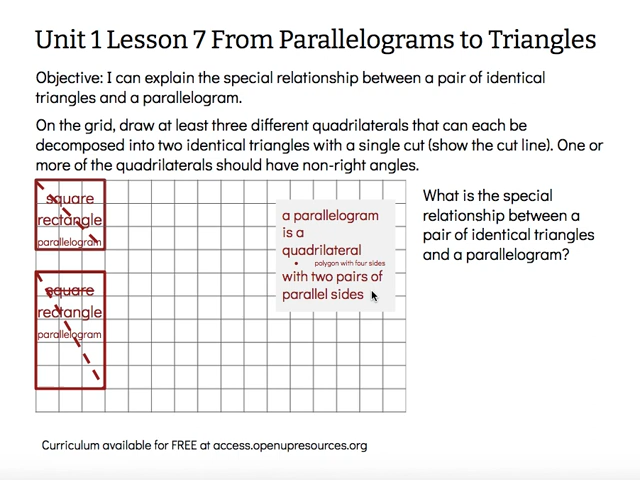 Unit 1 Lesson 7 From Parallelograms to Triangles
Objective: I can explain the special relationship between a pair of identical
triangles and a parallelogram.
On the grid, draw at least three different quadrilaterals that can each be
decomposed into two identical triangles with a single cut (show the cut line). One or
more of the quadrilaterals should have non-right angles.
square
rectangle
parallelogram
square
rectangle
parallelogram
a parallelogram
is a
quadrilateral
• polygon with four sides
with two pairs of
parallel sides
What is the special
relationship between a
pair of identical triangles
and a parallelogram?
Curriculum available for FREE at access.openupresources.org